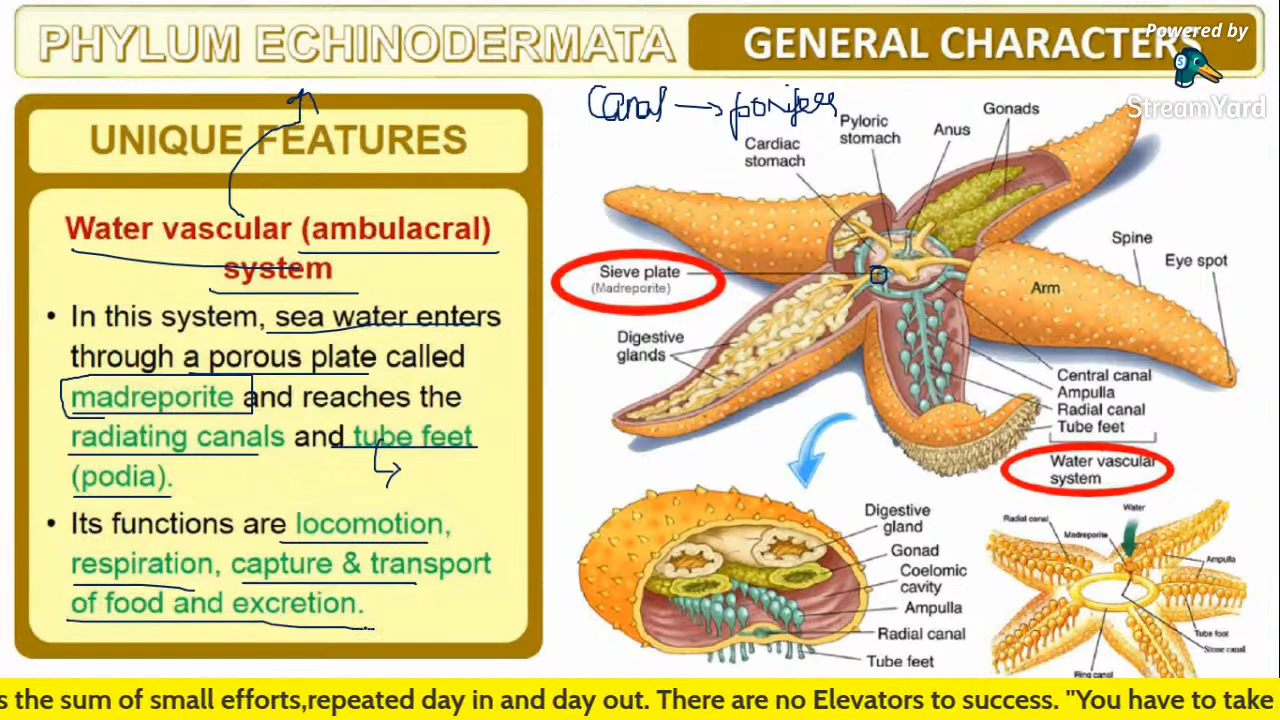 PHYLUM ECHINODERMATA
GENERAL CHARACTERS
Powered by
StreamYard
UNIQUE FEATURES
Water vascular (ambulacral)
system
• In this system, sea water enters
through a porous plate called
madreporite and reaches the
radiating canals and tube feet
(podia).
• Its functions are locomotion,
respiration, capture & transport
of food and excretion.
Canal → porifera
Cardiac
stomach
Pyloric
stomach
Anus
Gonads
Sieve plate
(Madreporite)
Digestive
glands
Spine
Eye spot
Arm
Central canal
Ampulla
Radial canal
Tube feet
Water vascular
system
Digestive
gland
Gonad
Coelomic
cavity
Ampulla
Radial canal
Tube feet
Water
Radial canal
Madreporite
Ampulla
Tube foot
Stone canal
Ring canal
s the sum of small efforts,repeated day in and day out. There are no Elevators to success. "You have to take